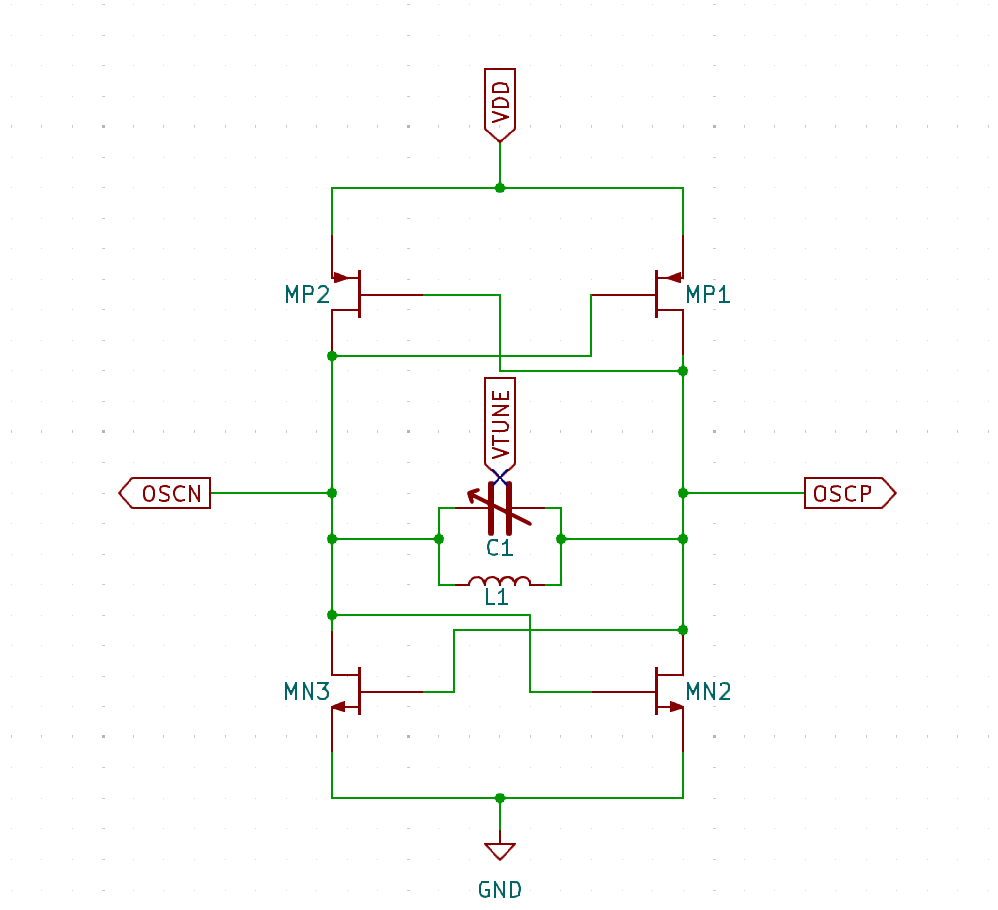 VDD
MP2
MP1
VTUNE
OSCN
OSCP
C1
L1
MN3
MN2
GND